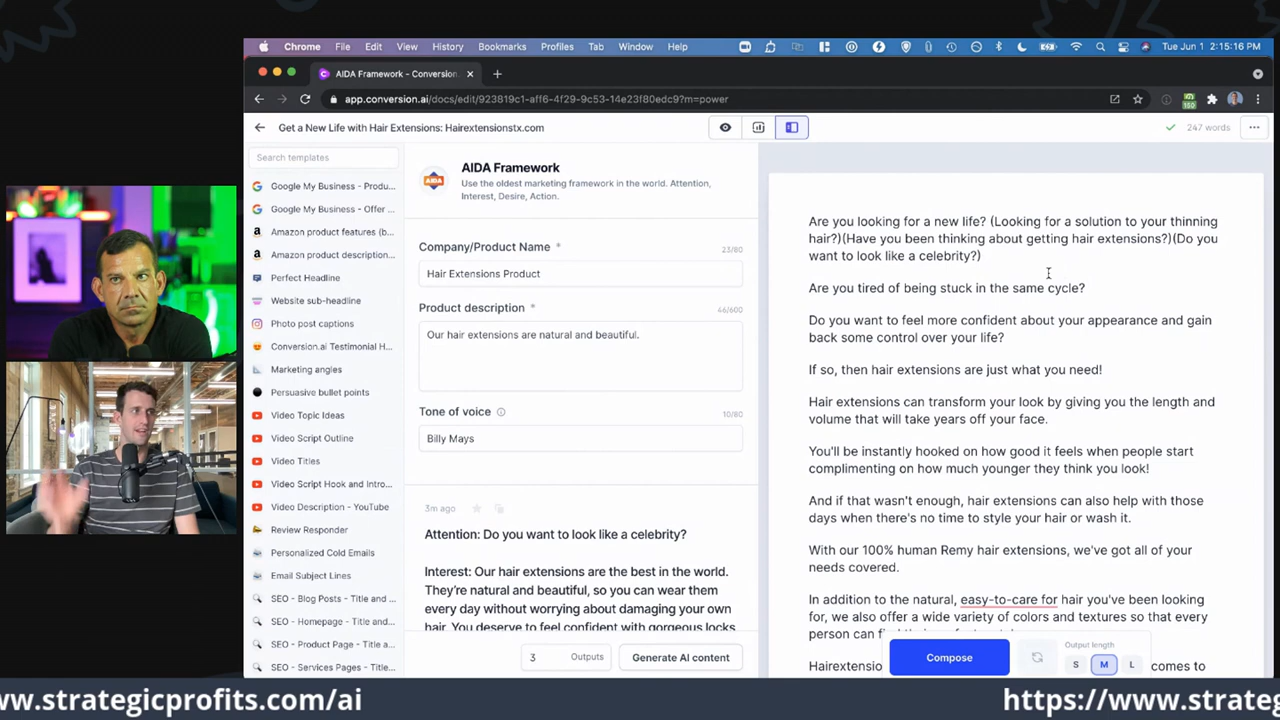 Chrome File Edit View History Bookmarks Profiles Tab Window Help
Tue Jun 1 2:15:16 PM
AIDA Framework - Conversion.
app.conversion.ai/docs/edit/923819c1-aff6-4f29-9c53-14e23f80edc9?m=power
150
Get a New Life with Hair Extensions: Hairextensionstx.com
247 words
Search templates
Google My Business - Produ...
Google My Business - Offer ...
Amazon product features (b...
Amazon product description...
Perfect Headline
Website sub-headline
Photo post captions
Conversion.ai Testimonial H...
Marketing angles
Persuasive bullet points
Video Topic Ideas
Video Script Outline
Video Titles
Video Script Hook and Intro...
Video Description - YouTube
Review Responder
Personalized Cold Emails
Email Subject Lines
SEO - Blog Posts - Title and ...
SEO - Homepage - Title and...
SEO - Product Page - Title a...
SEO - Services Pages - Title...
AIDA
AIDA Framework
Use the oldest marketing framework in the world. Attention,
Interest, Desire, Action.
Company/Product Name *
23/80
Hair Extensions Product
Product description *
46/600
Our hair extensions are natural and beautiful.
Tone of voice
10/80
Billy Mays
3m ago
Attention: Do you want to look like a celebrity?
Interest: Our hair extensions are the best in the world.
They're natural and beautiful, so you can wear them
every day without worrying about damaging your own
hair. You deserve to feel confident with gorgeous locks
3 Outputs
Generate AI content
Are you looking for a new life? (Looking for a solution to your thinning
hair?)(Have you been thinking about getting hair extensions?)(Do you
want to look like a celebrity?)
Are you tired of being stuck in the same cycle?
Do you want to feel more confident about your appearance and gain
back some control over your life?
If so, then hair extensions are just what you need!
Hair extensions can transform your look by giving you the length and
volume that will take years off your face.
You'll be instantly hooked on how good it feels when people start
complimenting on how much younger they think you look!
And if that wasn't enough, hair extensions can also help with those
days when there's no time to style your hair or wash it.
With our 100% human Remy hair extensions, we've got all of your
needs covered.
In addition to the natural, easy-to-care for hair you've been looking
for, we also offer a wide variety of colors and textures so that every
person can
Hairextensio
comes to
Compose
Output length
S M L
ww.strategicprofits.com/ai
https://www.strateg